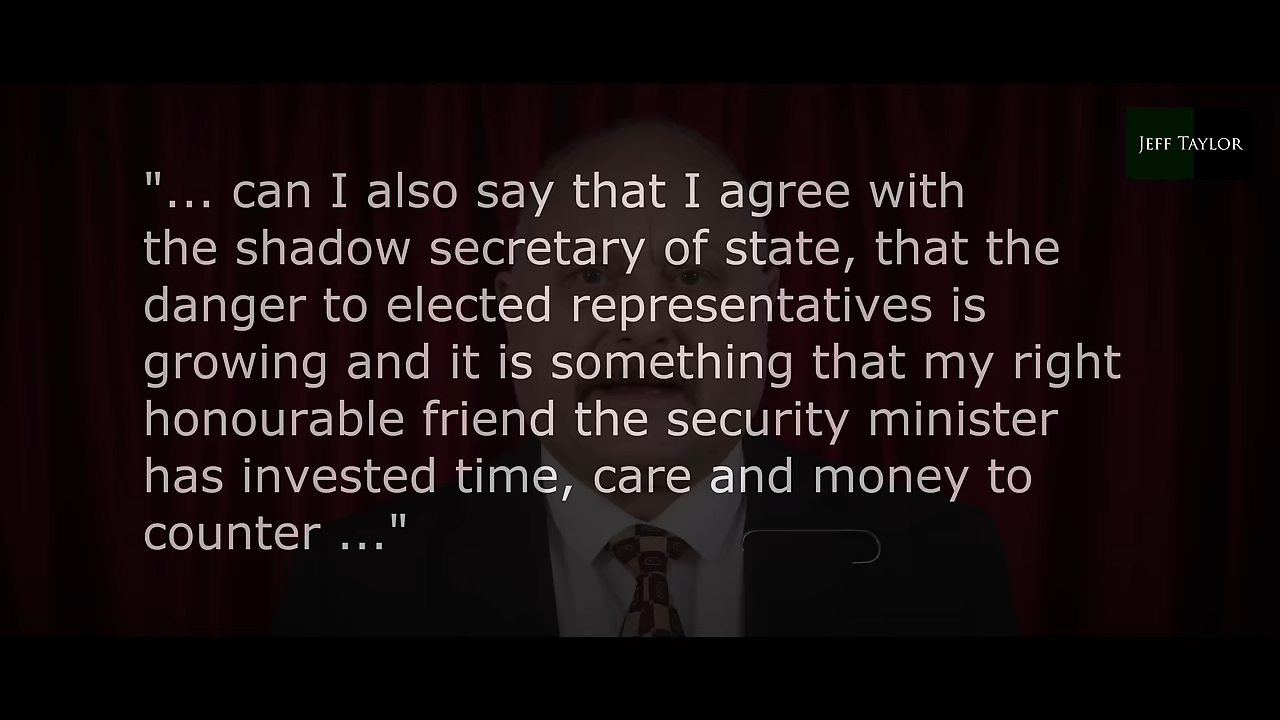 JEFF TAYLOR
"... can I also say that I agree with
the shadow secretary of state, that the
danger to elected representatives is
growing and it is something that my right
honourable friend the security minister
has invested time, care and money to
counter ..."